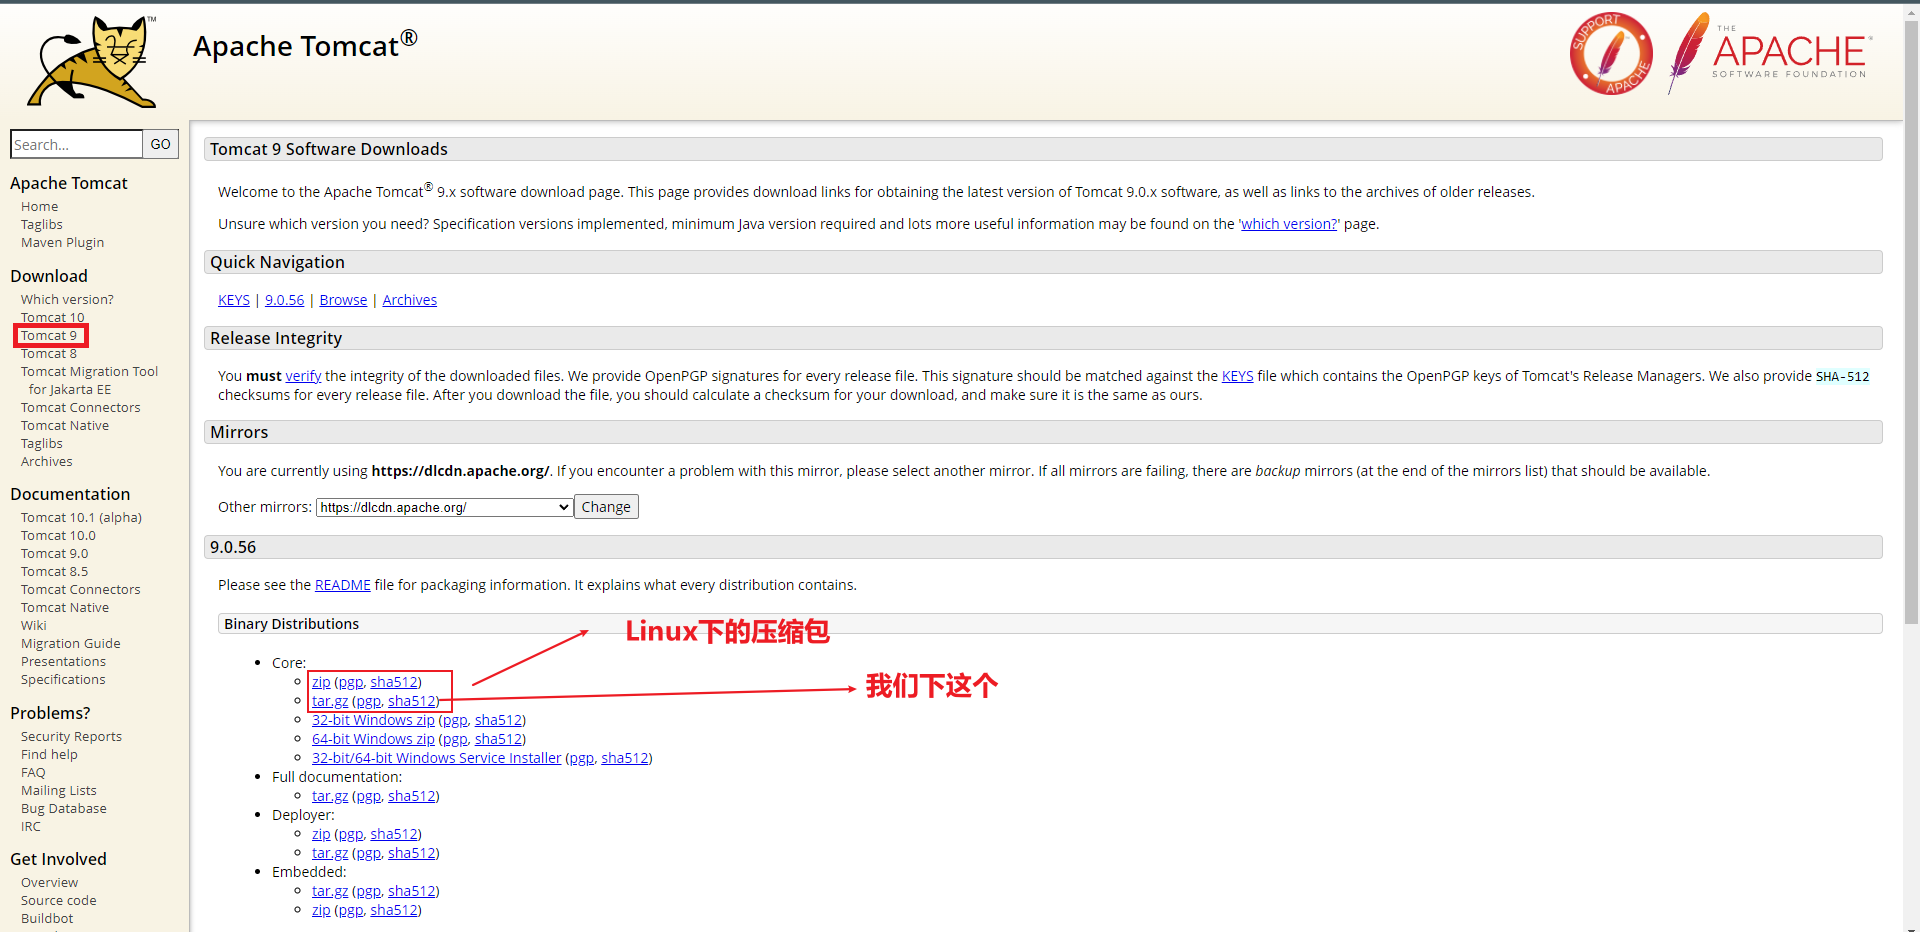 TM
Apache Tomcat®
SUPPORT APACHE
THE
APACHE
SOFTWARE FOUNDATION
Search... GO
Apache Tomcat
Home
Taglibs
Maven Plugin
Download
Which version?
Tomcat 10
Tomcat 9
Tomcat 8
Tomcat Migration Tool
for Jakarta EE
Tomcat Connectors
Tomcat Native
Taglibs
Archives
Documentation
Tomcat 10.1 (alpha)
Tomcat 10.0
Tomcat 9.0
Tomcat 8.5
Tomcat Connectors
Tomcat Native
Wiki
Migration Guide
Presentations
Specifications
Problems?
Security Reports
Find help
FAQ
Mailing Lists
Bug Database
IRC
Get Involved
Overview
Source code
Buildbot
Tomcat 9 Software Downloads
Welcome to the Apache Tomcat® 9.x software download page. This page provides download links for obtaining the latest version of Tomcat 9.0.x software, as well as links to the archives of older releases.
Unsure which version you need? Specification versions implemented, minimum Java version required and lots more useful information may be found on the 'which version?' page.
Quick Navigation
KEYS | 9.0.56 | Browse | Archives
Release Integrity
You must verify the integrity of the downloaded files. We provide OpenPGP signatures for every release file. This signature should be matched against the KEYS file which contains the OpenPGP keys of Tomcat's Release Managers. We also provide SHA-512
checksums for every release file. After you download the file, you should calculate a checksum for your download, and make sure it is the same as ours.
Mirrors
You are currently using https://dlcdn.apache.org/. If you encounter a problem with this mirror, please select another mirror. If all mirrors are failing, there are backup mirrors (at the end of the mirrors list) that should be available.
Other mirrors: https://dlcdn.apache.org/ Change
9.0.56
Please see the README file for packaging information. It explains what every distribution contains.
Binary Distributions
Linux下的压缩包
Core:
zip (pgp, sha512)
tar.gz (pgp, sha512)
我们下这个
32-bit Windows zip (pgp, sha512)
64-bit Windows zip (pgp, sha512)
32-bit/64-bit Windows Service Installer (pgp, sha512)
Full documentation:
tar.gz (pgp, sha512)
Deployer:
zip (pgp, sha512)
tar.gz (pgp, sha512)
Embedded:
tar.gz (pgp, sha512)
zip (pgp, sha512)